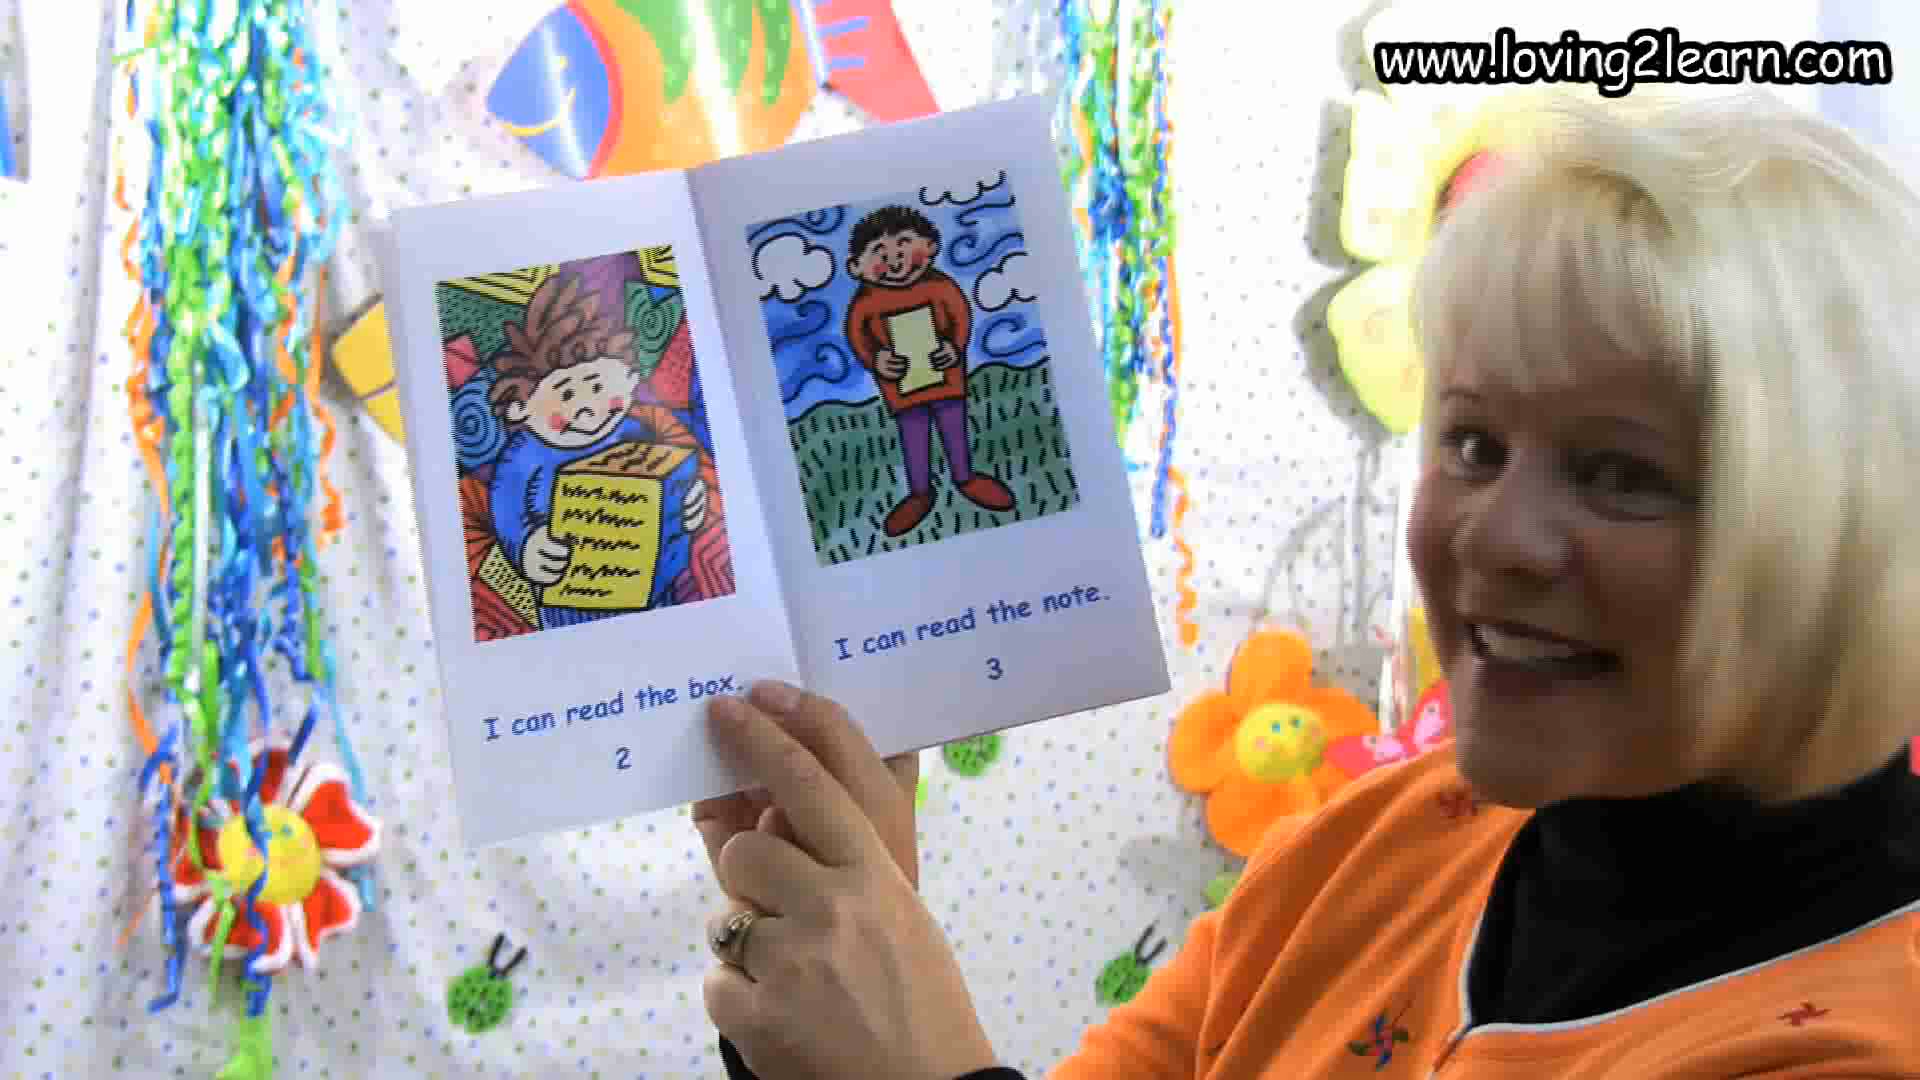 www.loving2learn.com
I can read the box.
2
I can read the note.
3